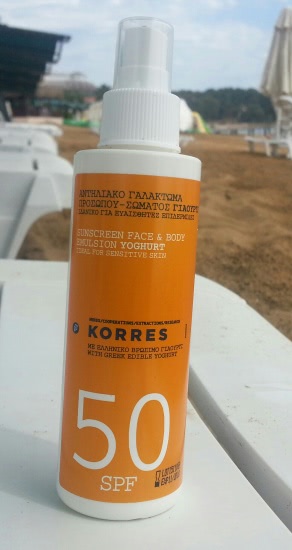 ΑΝΤΗΛΙΑΚΟ ΓΑΛΑΚΤΩΜΑ
ΠΡΟΣΩΠΟΥ-ΣΩΜΑΤΟΣ ΓΙΑΟΥΡΤΙ
ΙΔΑΝΙΚΟ ΓΙΑ ΕΥΑΙΣΘΗΤΕΣ ΕΠΙΔΕΡΜΙΔΕΣ
SUNSCREEN FACE & BODY
EMULSION YOGHURT
IDEAL FOR SENSITIVE SKIN
KORRES
ΜΕ ΕΛΛΗΝΙΚΟ ΒΡΩΣΙΜΟ ΓΙΑΟΥΡΤΙ
WITH GREEK EDIBLE YOGHURT
50
SPF